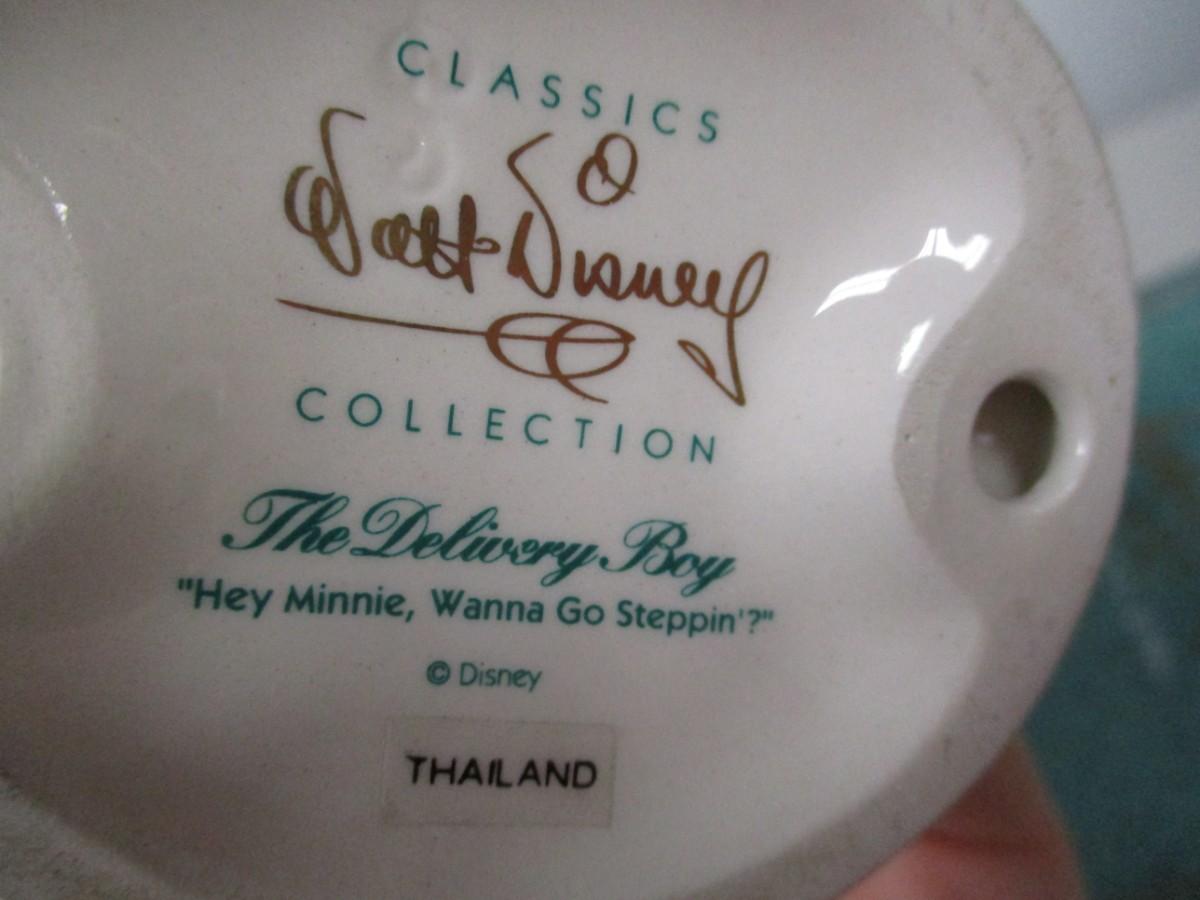 CLASSICS
Walt Disney
COLLECTION
The Delivery Boy
"Hey Minnie, Wanna Go Steppin'?"
© Disney
THAILAND